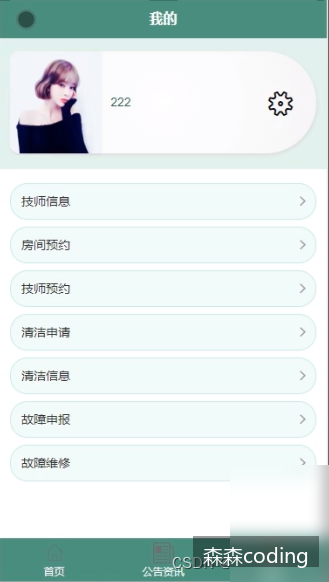 我的
222
技师信息
房间预约
技师预约
清洁申请
清洁信息
故障申报
故障维修
首页
公告资讯
森森coding